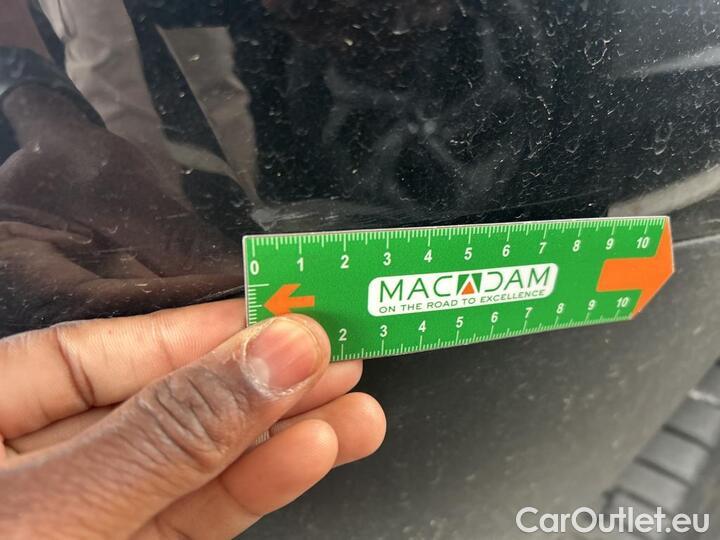 0 1 2 3 4 5 6 7 8 9 10
MACADAM
ON THE ROAD TO EXCELLENCE
2 3 4 5 6 7 8 9 10
CarOutlet.eu